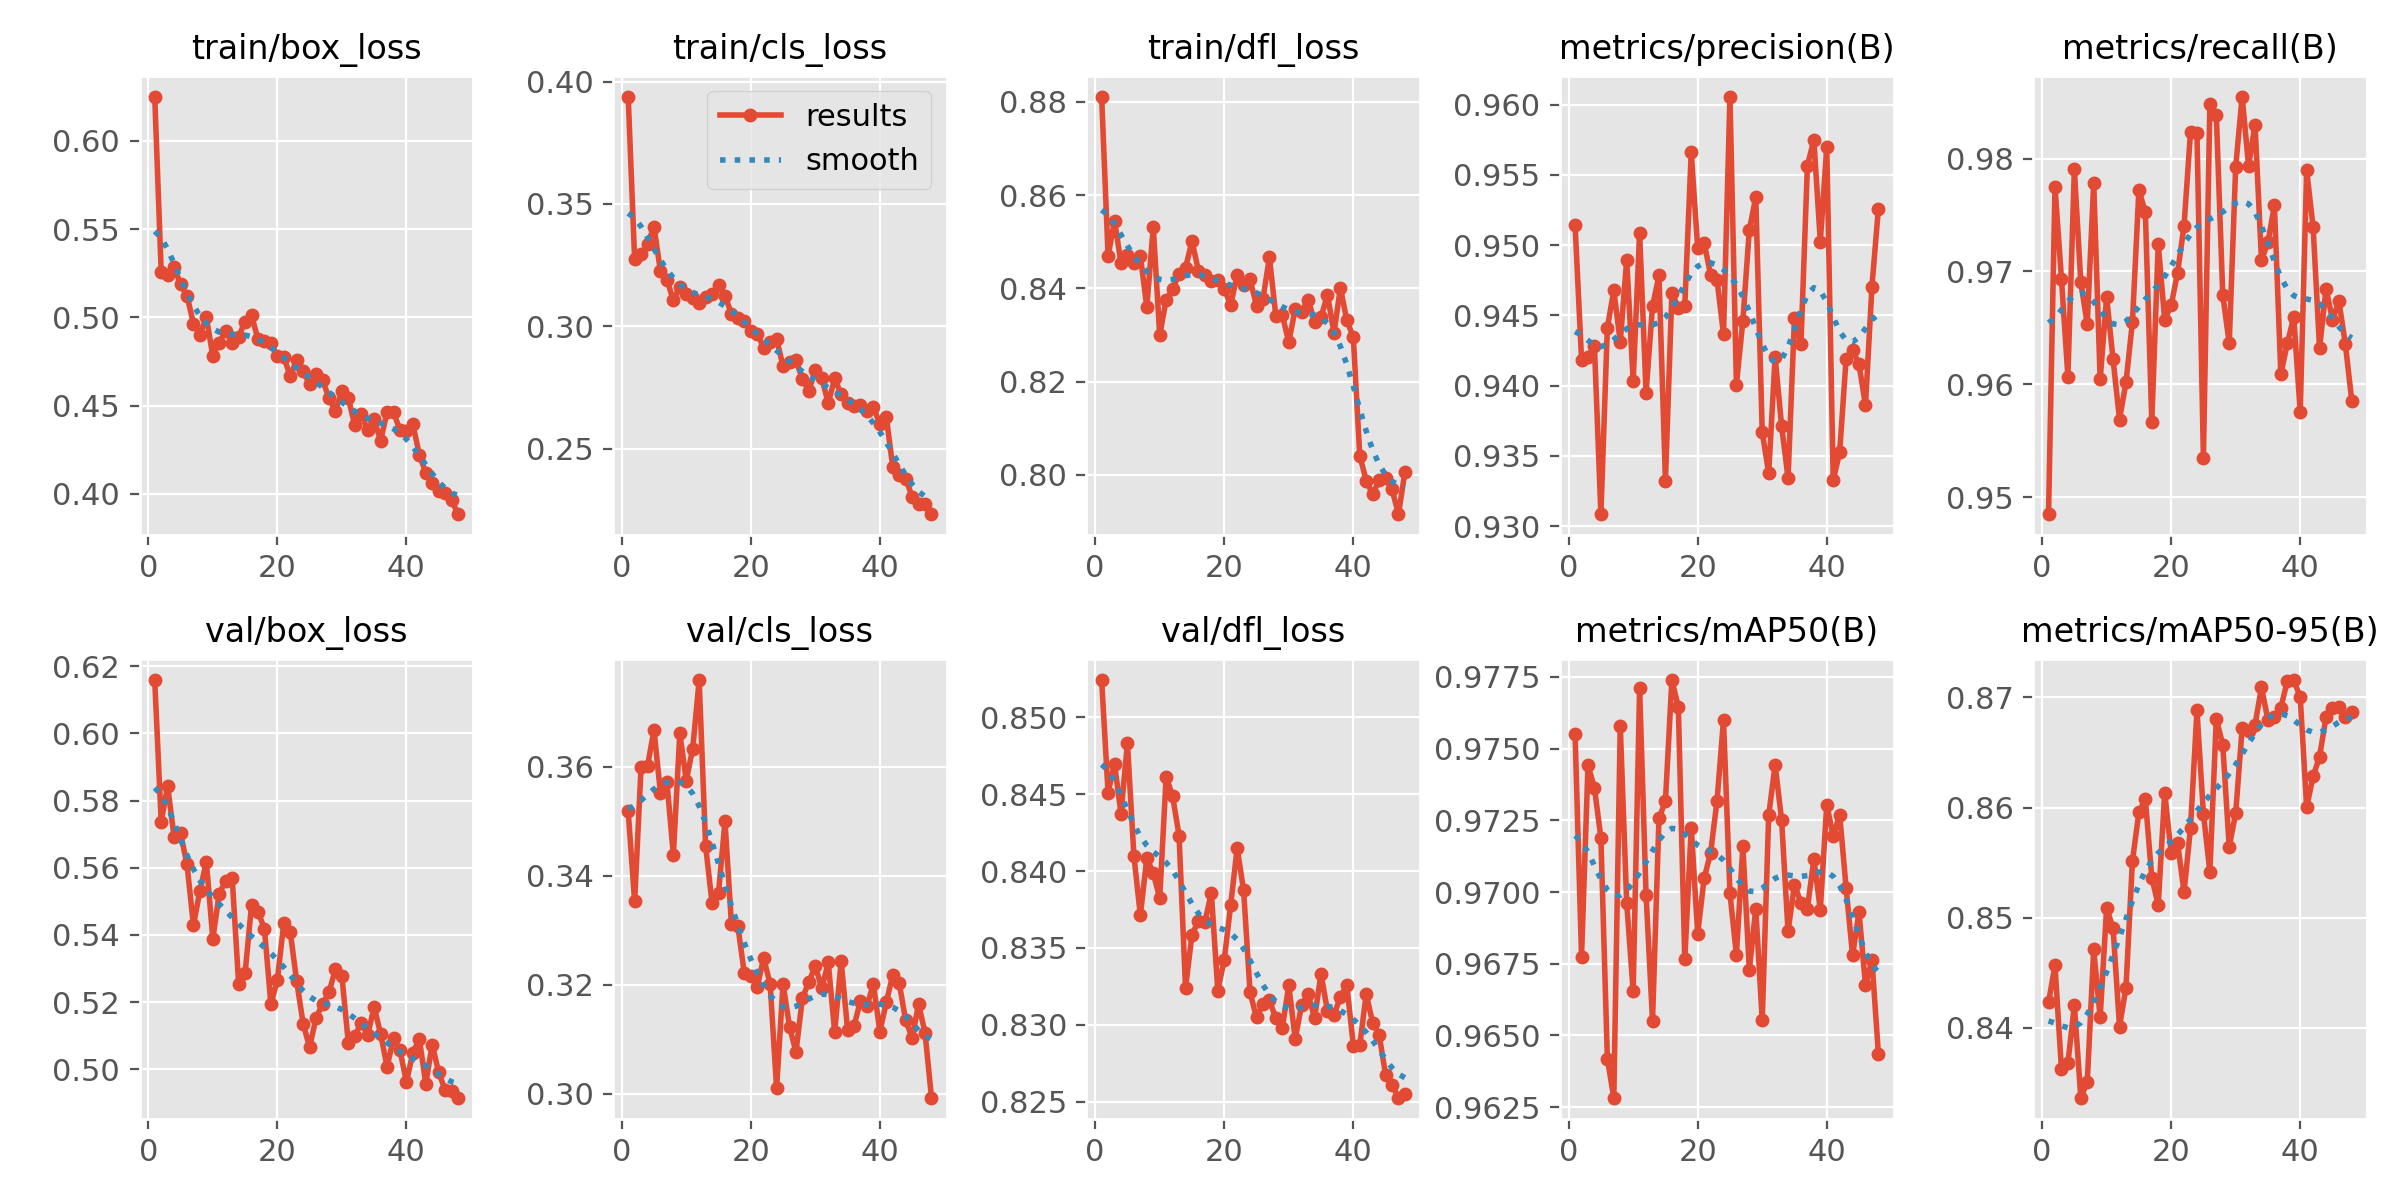 train/box_loss
0.60
0.55
0.50
0.45
0.40
0 20 40
train/cls_loss
results
smooth
0.40
0.35
0.30
0.25
0 20 40
train/dfl_loss
0.88
0.86
0.84
0.82
0.80
0 20 40
metrics/precision(B)
0.960
0.955
0.950
0.945
0.940
0.935
0.930
0 20 40
metrics/recall(B)
0.98
0.97
0.96
0.95
0 20 40
val/box_loss
0.62
0.60
0.58
0.56
0.54
0.52
0.50
0 20 40
val/cls_loss
0.36
0.34
0.32
0.30
0 20 40
val/dfl_loss
0.850
0.845
0.840
0.835
0.830
0.825
0 20 40
metrics/mAP50(B)
0.9775
0.9750
0.9725
0.9700
0.9675
0.9650
0.9625
0 20 40
metrics/mAP50-95(B)
0.87
0.86
0.85
0.84
0 20 40